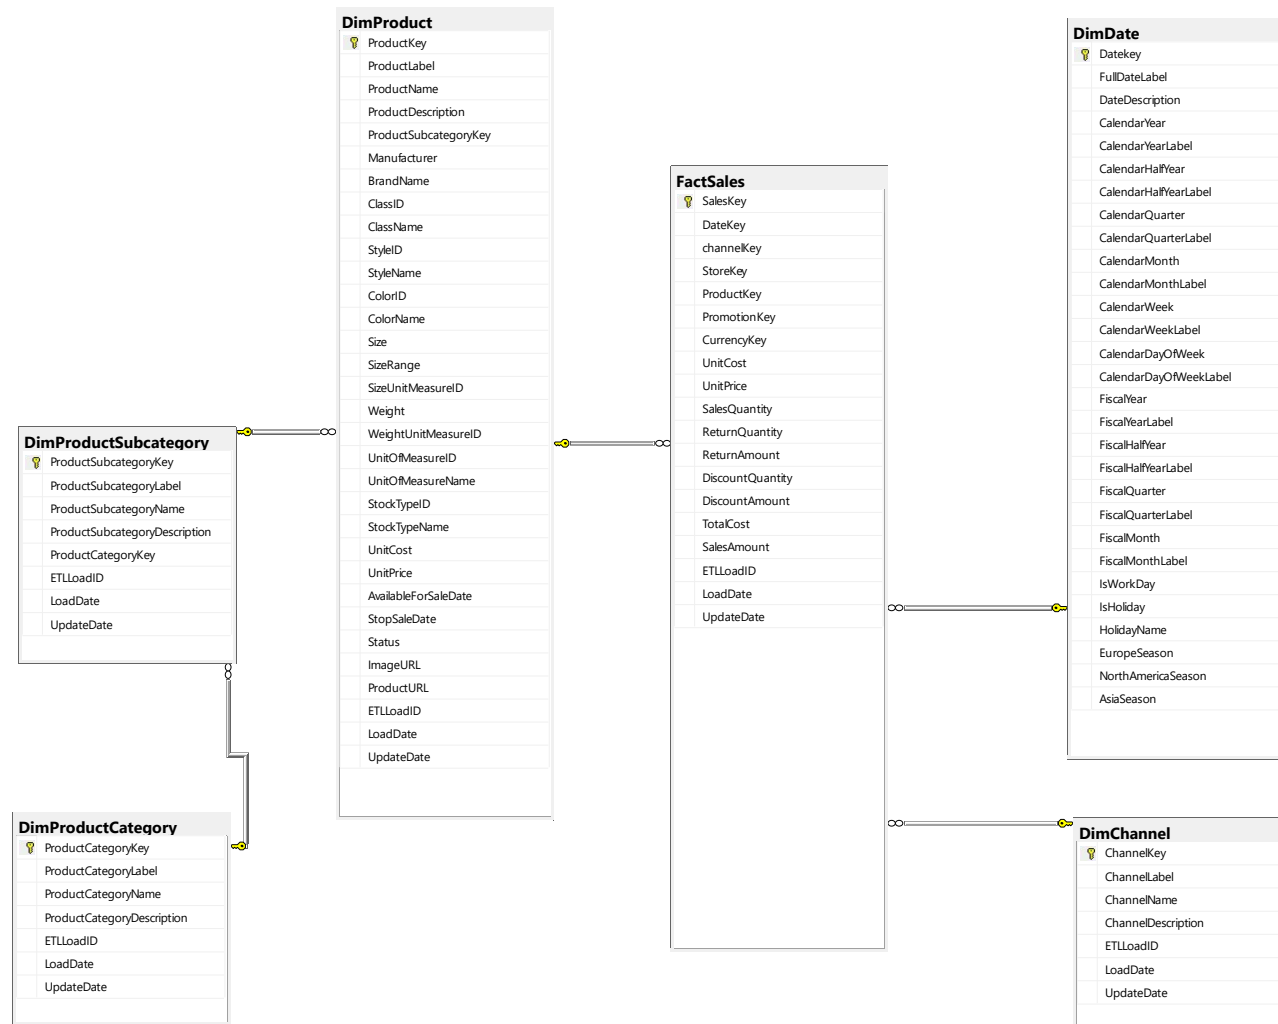 DimProduct
ProductKey
ProductLabel
ProductName
ProductDescription
ProductSubcategoryKey
Manufacturer
BrandName
ClassID
ClassName
StyleID
StyleName
ColorID
ColorName
Size
SizeRange
SizeUnitMeasureID
Weight
WeightUnitMeasureID
UnitOfMeasureID
UnitOfMeasureName
StockTypeID
StockTypeName
UnitCost
UnitPrice
AvailableForSaleDate
StopSaleDate
Status
ImageURL
ProductURL
ETLLoadID
LoadDate
UpdateDate
DimDate
Datekey
FullDateLabel
DateDescription
CalendarYear
CalendarYearLabel
CalendarHalfYear
CalendarHalfYearLabel
CalendarQuarter
CalendarQuarterLabel
CalendarMonth
CalendarMonthLabel
CalendarWeek
CalendarWeekLabel
CalendarDayOfWeek
CalendarDayOfWeekLabel
FiscalYear
FiscalYearLabel
FiscalHalfYear
FiscalHalfYearLabel
FiscalQuarter
FiscalQuarterLabel
FiscalMonth
FiscalMonthLabel
IsWorkDay
IsHoliday
HolidayName
EuropeSeason
NorthAmericaSeason
AsiaSeason
FactSales
SalesKey
DateKey
channelKey
StoreKey
ProductKey
PromotionKey
CurrencyKey
UnitCost
UnitPrice
SalesQuantity
ReturnQuantity
ReturnAmount
DiscountQuantity
DiscountAmount
TotalCost
SalesAmount
ETLLoadID
LoadDate
UpdateDate
DimProductSubcategory
ProductSubcategoryKey
ProductSubcategoryLabel
ProductSubcategoryName
ProductSubcategoryDescription
ProductCategoryKey
ETLLoadID
LoadDate
UpdateDate
DimProductCategory
ProductCategoryKey
ProductCategoryLabel
ProductCategoryName
ProductCategoryDescription
ETLLoadID
LoadDate
UpdateDate
DimChannel
ChannelKey
ChannelLabel
ChannelName
ChannelDescription
ETLLoadID
LoadDate
UpdateDate